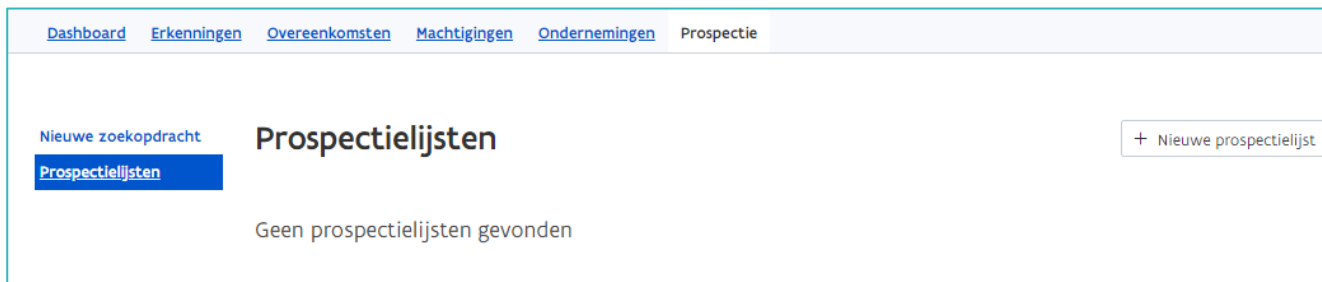 Dashboard Erkenningen Overeenkomsten Machtigingen Ondernemingen Prospectie
Nieuwe zoekopdracht
Prospectielijsten
Prospectielijsten
+ Nieuwe prospectielijst
Geen prospectielijsten gevonden